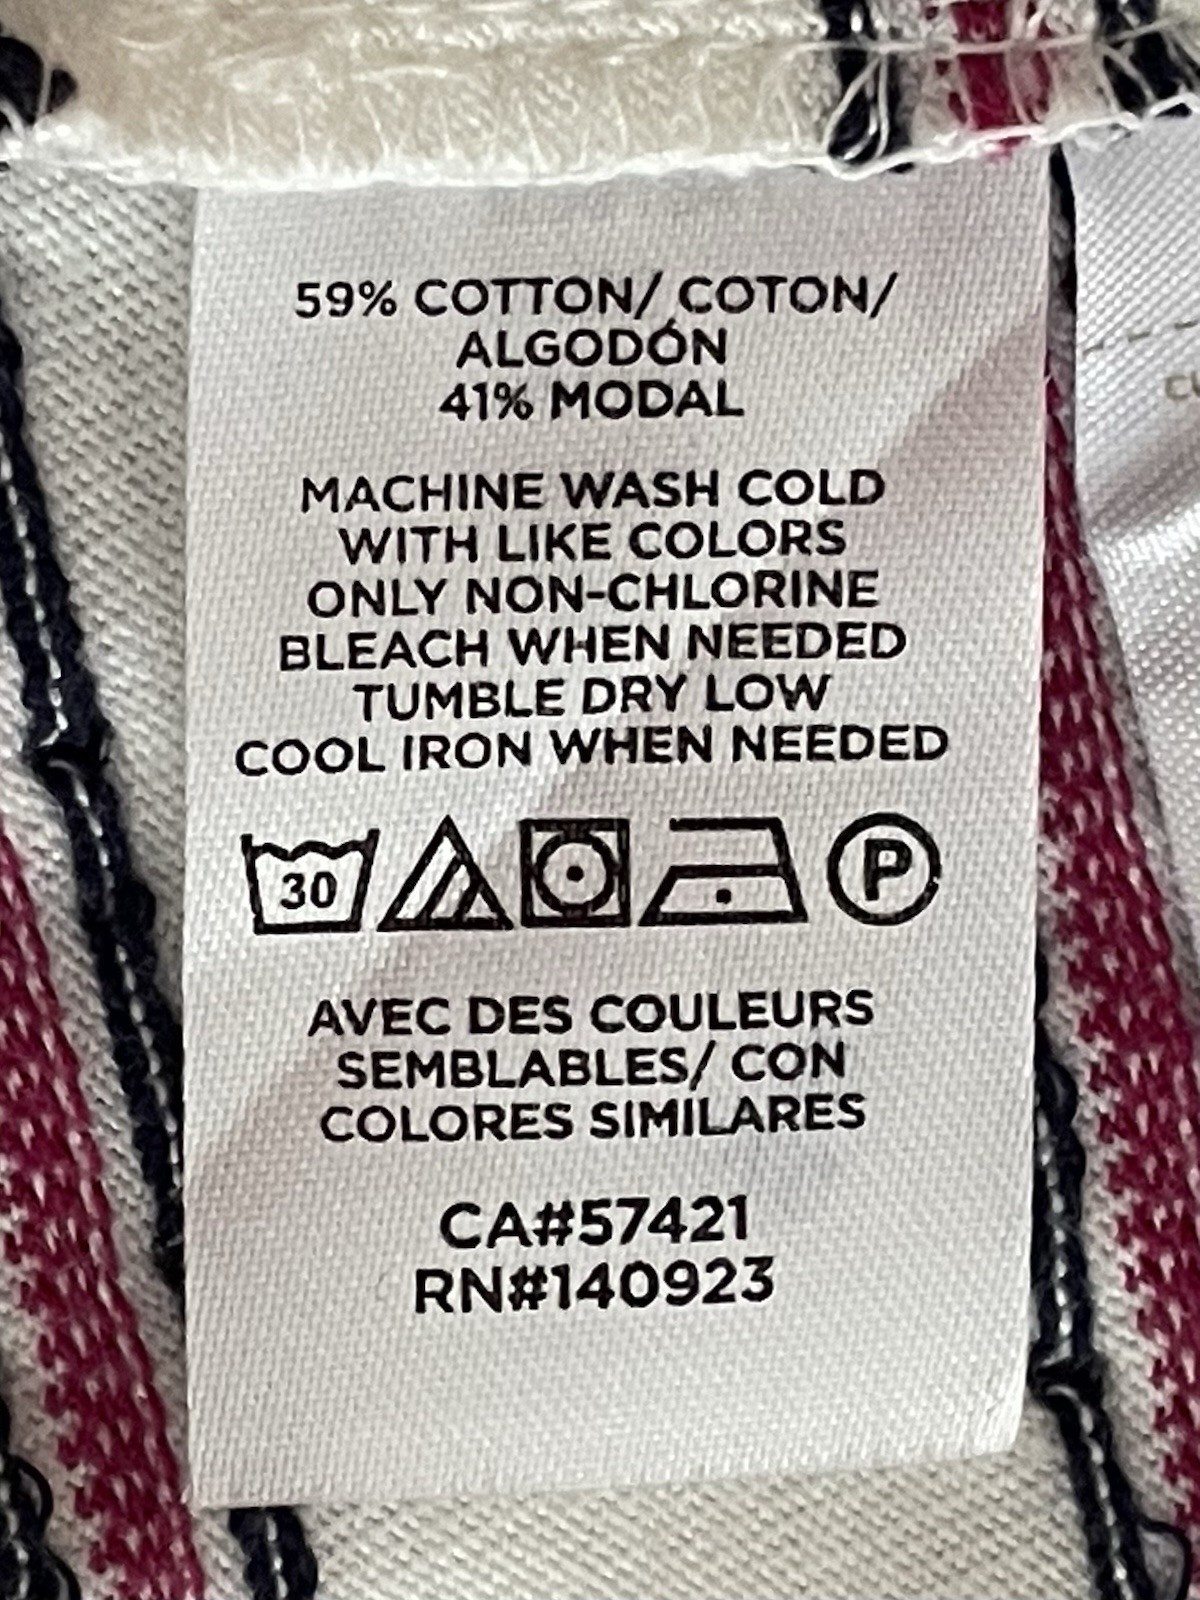 59% COTTON/ COTON/
ALGODÓN
41% MODAL
MACHINE WASH COLD
WITH LIKE COLORS
ONLY NON-CHLORINE
BLEACH WHEN NEEDED
TUMBLE DRY LOW
COOL IRON WHEN NEEDED
30 P
AVEC DES COULEURS
SEMBLABLES/ CON
COLORES SIMILARES
CA#57421
RN#140923